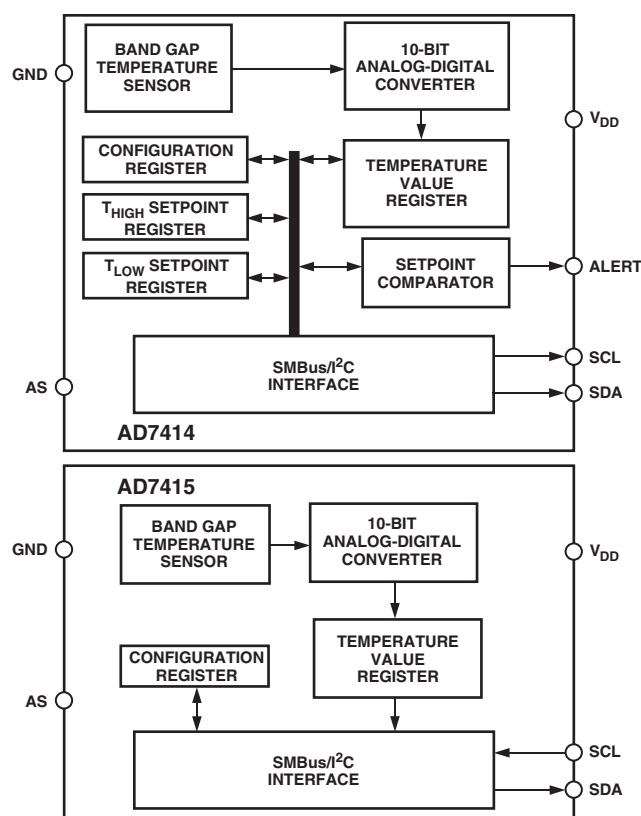 BAND GAP
TEMPERATURE
SENSOR
10-BIT
ANALOG-DIGITAL
CONVERTER
GND
VDD
CONFIGURATION
REGISTER
TEMPERATURE
VALUE
REGISTER
THIGH SETPOINT
REGISTER
TLOW SETPOINT
REGISTER
SETPOINT
COMPARATOR
ALERT
SMBus/I2C
INTERFACE
SCL
SDA
AS
AD7414
AD7415
BAND GAP
TEMPERATURE
SENSOR
10-BIT
ANALOG-DIGITAL
CONVERTER
GND
VDD
CONFIGURATION
REGISTER
TEMPERATURE
VALUE
REGISTER
AS
SMBus/I2C
INTERFACE
SCL
SDA